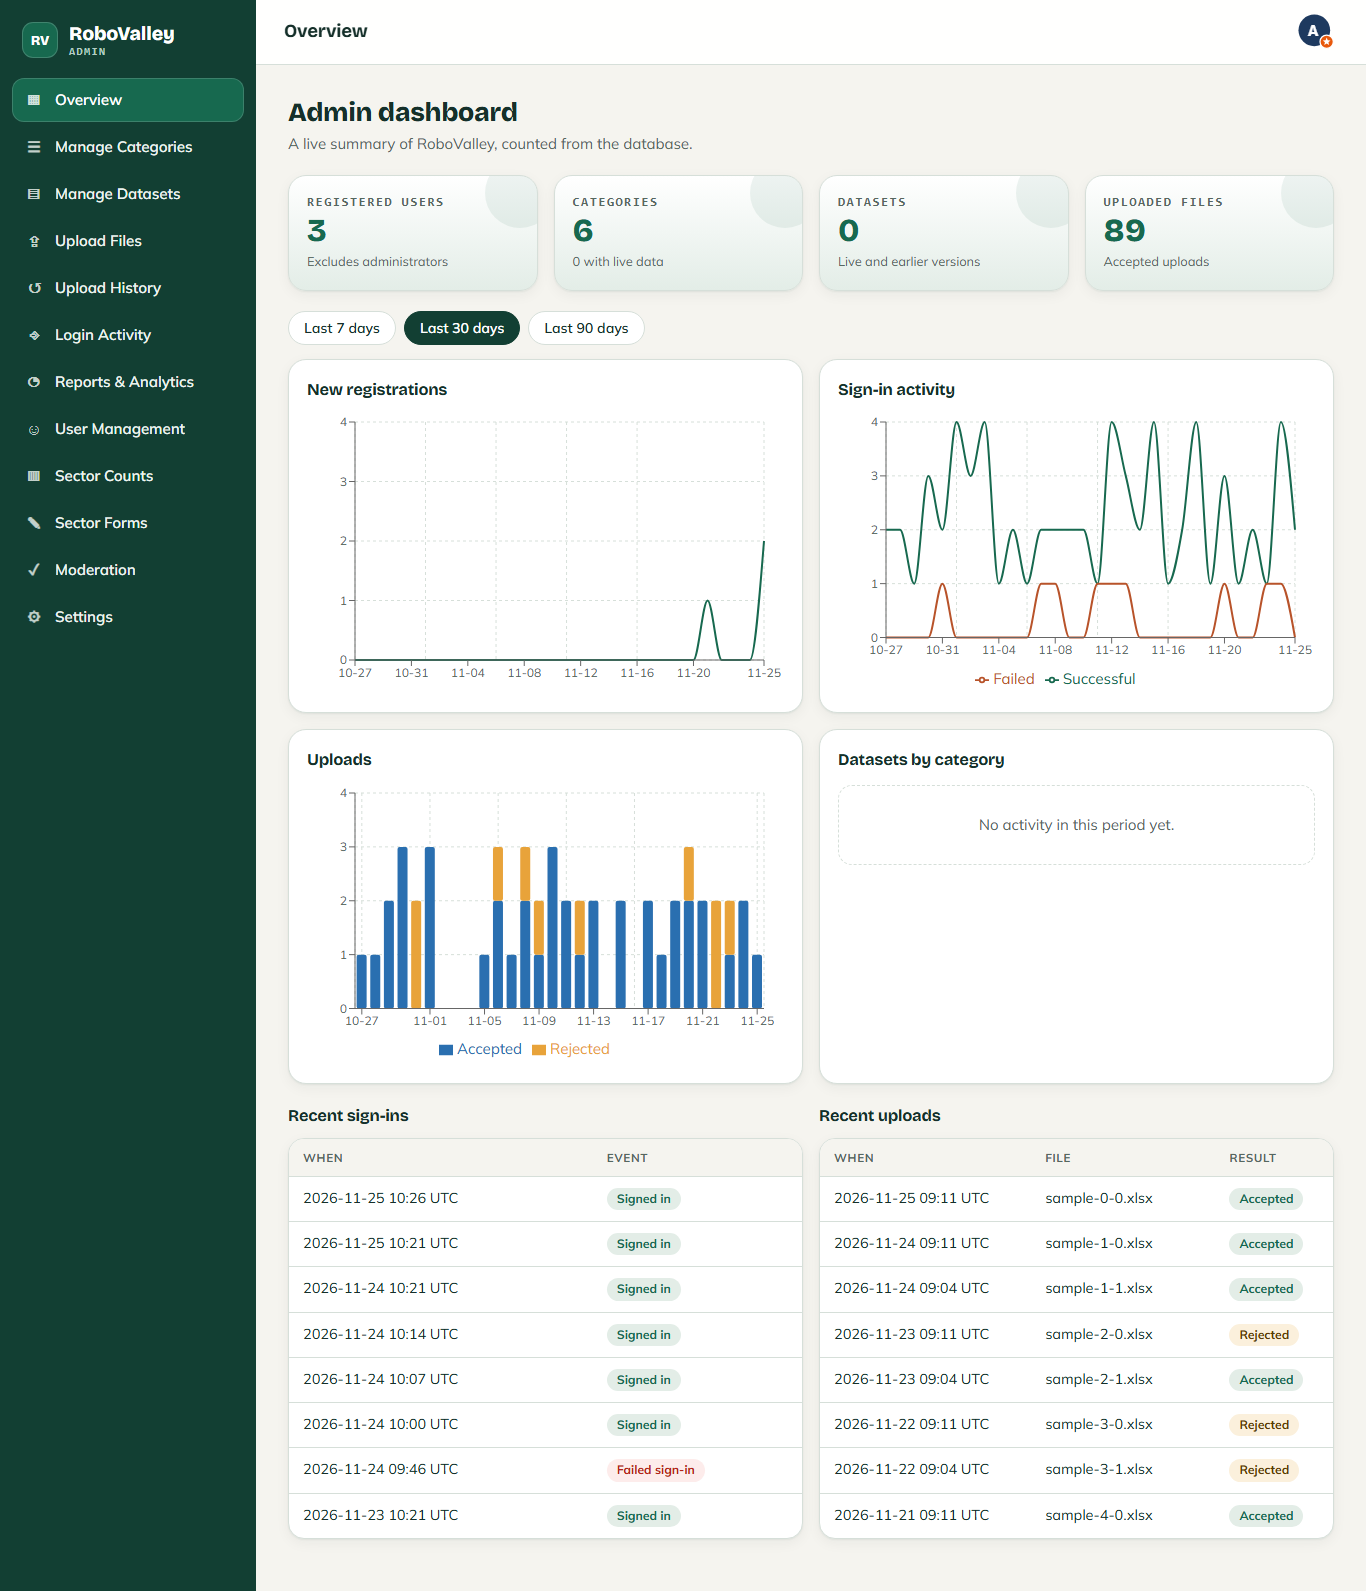 RV
RoboValley
ADMIN
Overview
Manage Categories
Manage Datasets
Upload Files
Upload History
Login Activity
Reports & Analytics
User Management
Sector Counts
Sector Forms
Moderation
Settings
Overview
A
Admin dashboard
A live summary of RoboValley, counted from the database.
REGISTERED USERS
3
Excludes administrators
CATEGORIES
6
0 with live data
DATASETS
0
Live and earlier versions
UPLOADED FILES
89
Accepted uploads
Last 7 days
Last 30 days
Last 90 days
New registrations
4
3
2
1
0
10-27 10-31 11-04 11-08 11-12 11-16 11-20 11-25
Sign-in activity
4
3
2
1
0
10-27 10-31 11-04 11-08 11-12 11-16 11-20 11-25
Failed Successful
Uploads
4
3
2
1
0
10-27 11-01 11-05 11-09 11-13 11-17 11-21 11-25
Accepted Rejected
Datasets by category
No activity in this period yet.
Recent sign-ins
WHEN EVENT
2026-11-25 10:26 UTC Signed in
2026-11-25 10:21 UTC Signed in
2026-11-24 10:21 UTC Signed in
2026-11-24 10:14 UTC Signed in
2026-11-24 10:07 UTC Signed in
2026-11-24 10:00 UTC Signed in
2026-11-24 09:46 UTC Failed sign-in
2026-11-23 10:21 UTC Signed in
Recent uploads
WHEN FILE RESULT
2026-11-25 09:11 UTC sample-0-0.xlsx Accepted
2026-11-24 09:11 UTC sample-1-0.xlsx Accepted
2026-11-24 09:04 UTC sample-1-1.xlsx Accepted
2026-11-23 09:11 UTC sample-2-0.xlsx Rejected
2026-11-23 09:04 UTC sample-2-1.xlsx Accepted
2026-11-22 09:11 UTC sample-3-0.xlsx Rejected
2026-11-22 09:04 UTC sample-3-1.xlsx Rejected
2026-11-21 09:11 UTC sample-4-0.xlsx Accepted